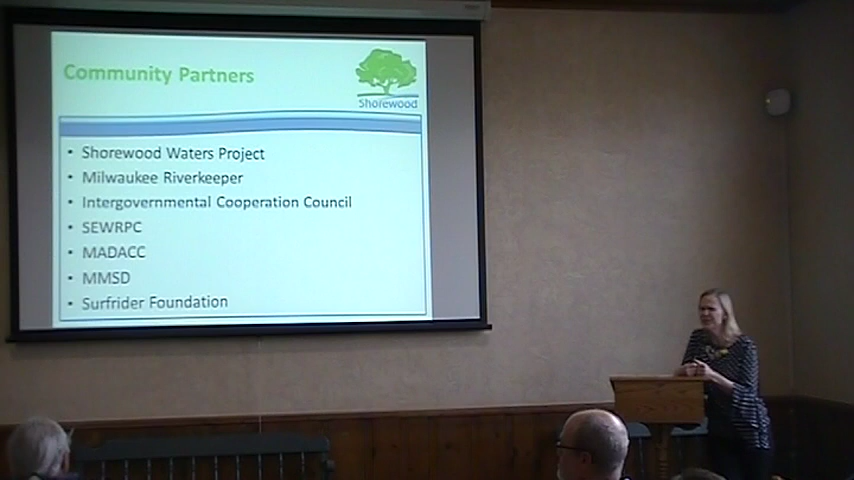 Community Partners
Shorewood
• Shorewood Waters Project
• Milwaukee Riverkeeper
• Intergovernmental Cooperation Council
• SEWRPC
• MADACC
• MMSD
• Surfrider Foundation